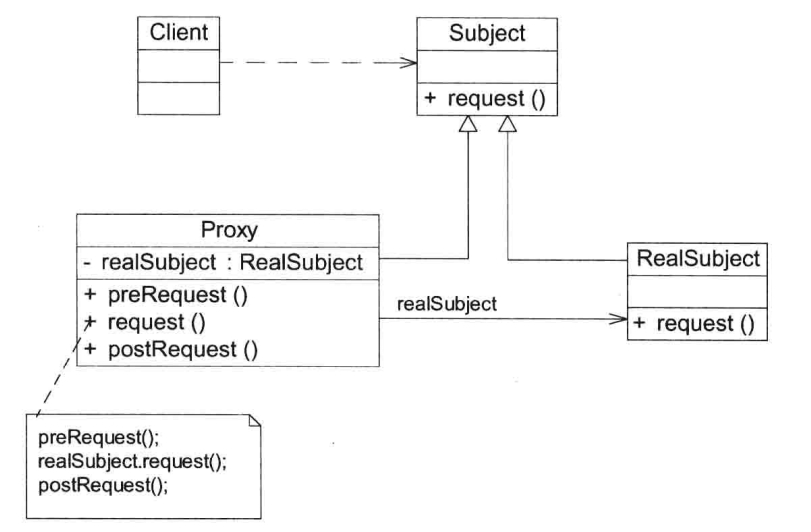 Client
Subject
+ request ()
Proxy
- realSubject : RealSubject
+ preRequest ()
+ request ()
+ postRequest ()
realSubject
RealSubject
+ request ()
preRequest();
realSubject.request();
postRequest();